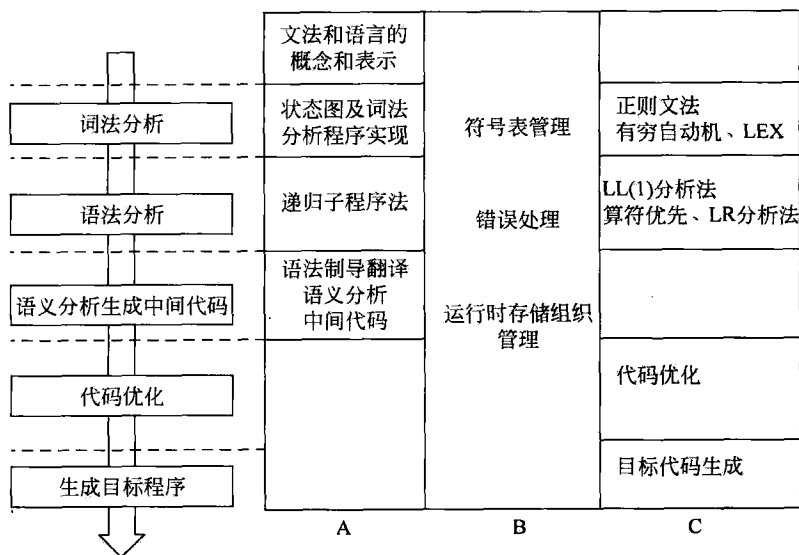 词法分析
语法分析
语义分析生成中间代码
代码优化
生成目标程序
文法和语言的
概念和表示
状态图及词法
分析程序实现
递归子程序法
语法制导翻译
语义分析
中间代码
A
符号表管理
错误处理
运行时存储组织
管理
B
正则文法
有穷自动机、LEX
LL(1)分析法
算符优先、LR分析法
代码优化
目标代码生成
C